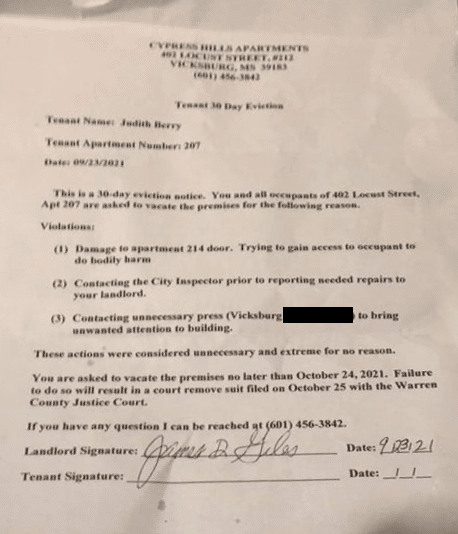 CYPRESS HILLS APARTMENTS
402 LOCUST STREET, #212
VICKSBURG, MS 39183
(601) 456-3842
Tenant 30 Day Eviction
Tenant Name: Judith Berry
Tenant Apartment Number: 207
Date: 09/23/2021
This is a 30-day eviction notice. You and all occupants of 402 Locust Street,
Apt 207 are asked to vacate the premises for the following reason.
Violations:
(1) Damage to apartment 214 door. Trying to gain access to occupant to
do bodily harm
(2) Contacting the City Inspector prior to reporting needed repairs to
your landlord.
(3) Contacting unnecessary press (Vicksburg ) to bring
unwanted attention to building.
These actions were considered unnecessary and extreme for no reason.
You are asked to vacate the premises no later than October 24, 2021. Failure
to do so will result in a court remove suit filed on October 25 with the Warren
County Justice Court.
If you have any question I can be reached at (601) 456-3842.
Landlord Signature: James D. Giles Date: 9/23/21
Tenant Signature: Date: / /